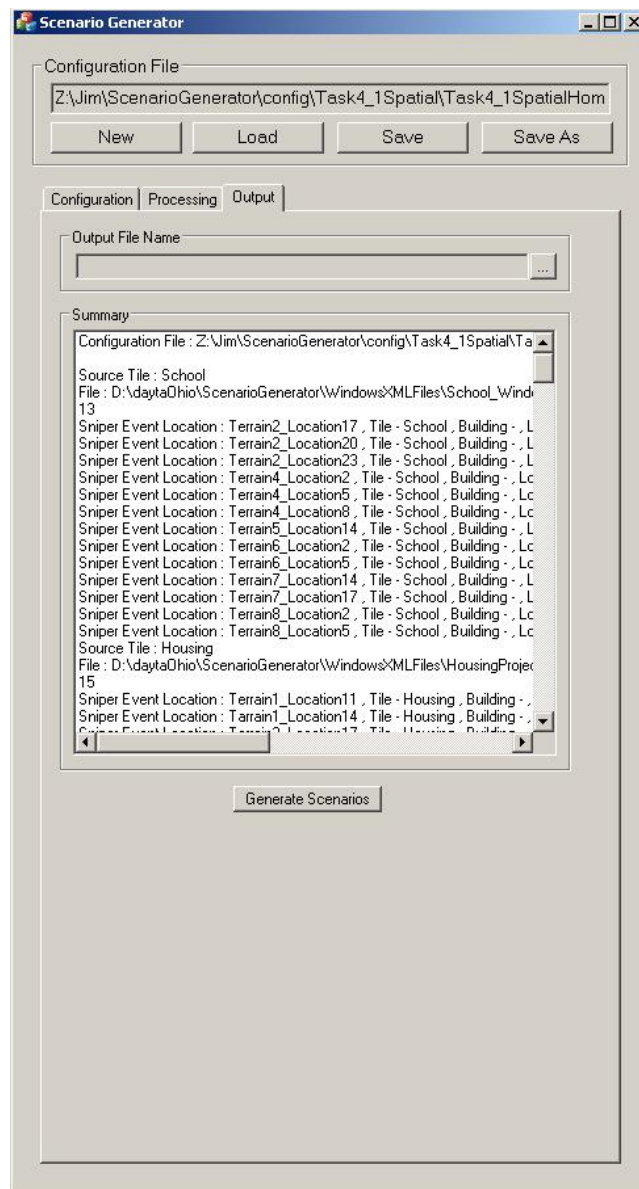 Scenario Generator
Configuration File
Z:\Jim\ScenarioGenerator\config\Task4_1Spatial\Task4_1SpatialHom
New Load Save Save As
Configuration Processing Output
Output File Name
...
Summary
Configuration File : Z:\Jim\ScenarioGenerator\config\Task4_1Spatial\Ta
Source Tile : School
File : D:\daytaOhio\ScenarioGenerator\WindowsXMLFiles\School_Wind
13
Sniper Event Location : Terrain2_Location17 , Tile - School , Building - , L
Sniper Event Location : Terrain2_Location20 , Tile - School , Building - , L
Sniper Event Location : Terrain2_Location23 , Tile - School , Building - , L
Sniper Event Location : Terrain4_Location2 , Tile - School , Building - , Lc
Sniper Event Location : Terrain4_Location5 , Tile - School , Building - , Lc
Sniper Event Location : Terrain4_Location8 , Tile - School , Building - , Lc
Sniper Event Location : Terrain5_Location14 , Tile - School , Building - , L
Sniper Event Location : Terrain6_Location2 , Tile - School , Building - , Lc
Sniper Event Location : Terrain6_Location5 , Tile - School , Building - , Lc
Sniper Event Location : Terrain7_Location14 , Tile - School , Building - , L
Sniper Event Location : Terrain7_Location17 , Tile - School , Building - , L
Sniper Event Location : Terrain8_Location2 , Tile - School , Building - , Lc
Sniper Event Location : Terrain8_Location5 , Tile - School , Building - , Lc
Source Tile : Housing
File : D:\daytaOhio\ScenarioGenerator\WindowsXMLFiles\HousingProjec
15
Sniper Event Location : Terrain1_Location11 , Tile - Housing , Building - ,
Sniper Event Location : Terrain1_Location14 , Tile - Housing , Building - ,
Generate Scenarios